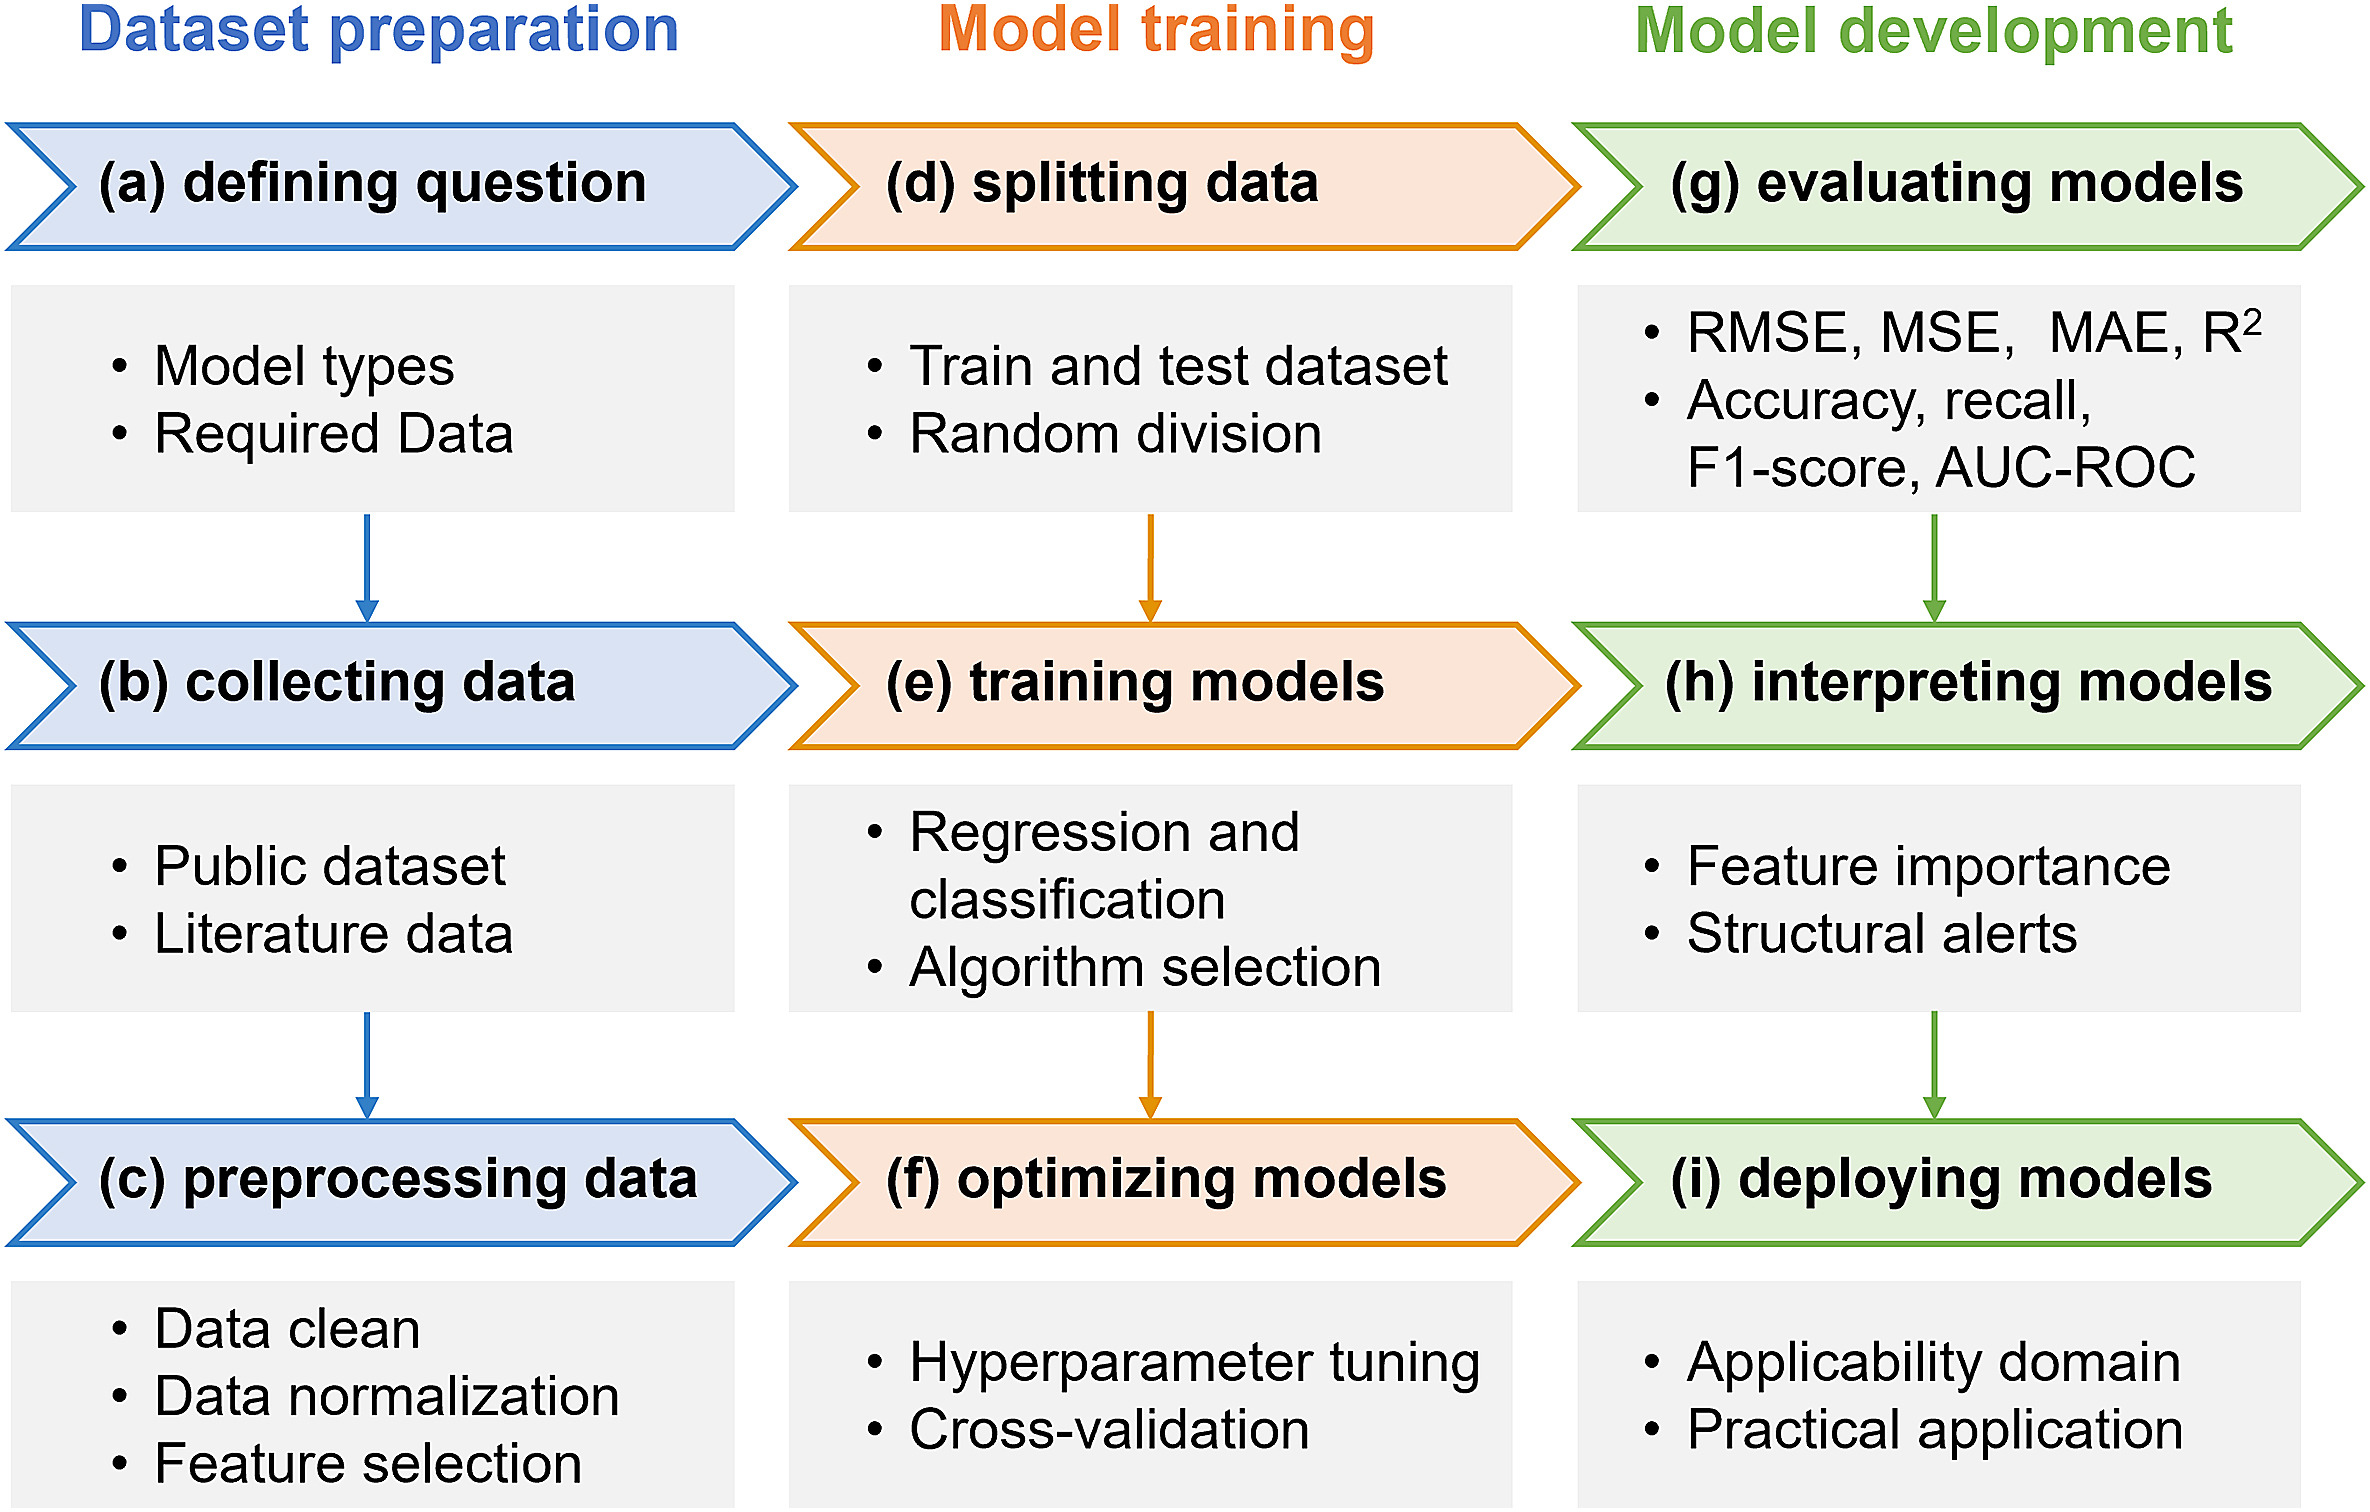 Dataset preparation
(a) defining question
• Model types
• Required Data
(b) collecting data
• Public dataset
• Literature data
(c) preprocessing data
• Data clean
• Data normalization
• Feature selection
Model training
(d) splitting data
• Train and test dataset
• Random division
(e) training models
• Regression and
classification
• Algorithm selection
(f) optimizing models
• Hyperparameter tuning
• Cross-validation
Model development
(g) evaluating models
• RMSE, MSE, MAE, R²
• Accuracy, recall,
F1-score, AUC-ROC
(h) interpreting models
• Feature importance
• Structural alerts
(i) deploying models
• Applicability domain
• Practical application